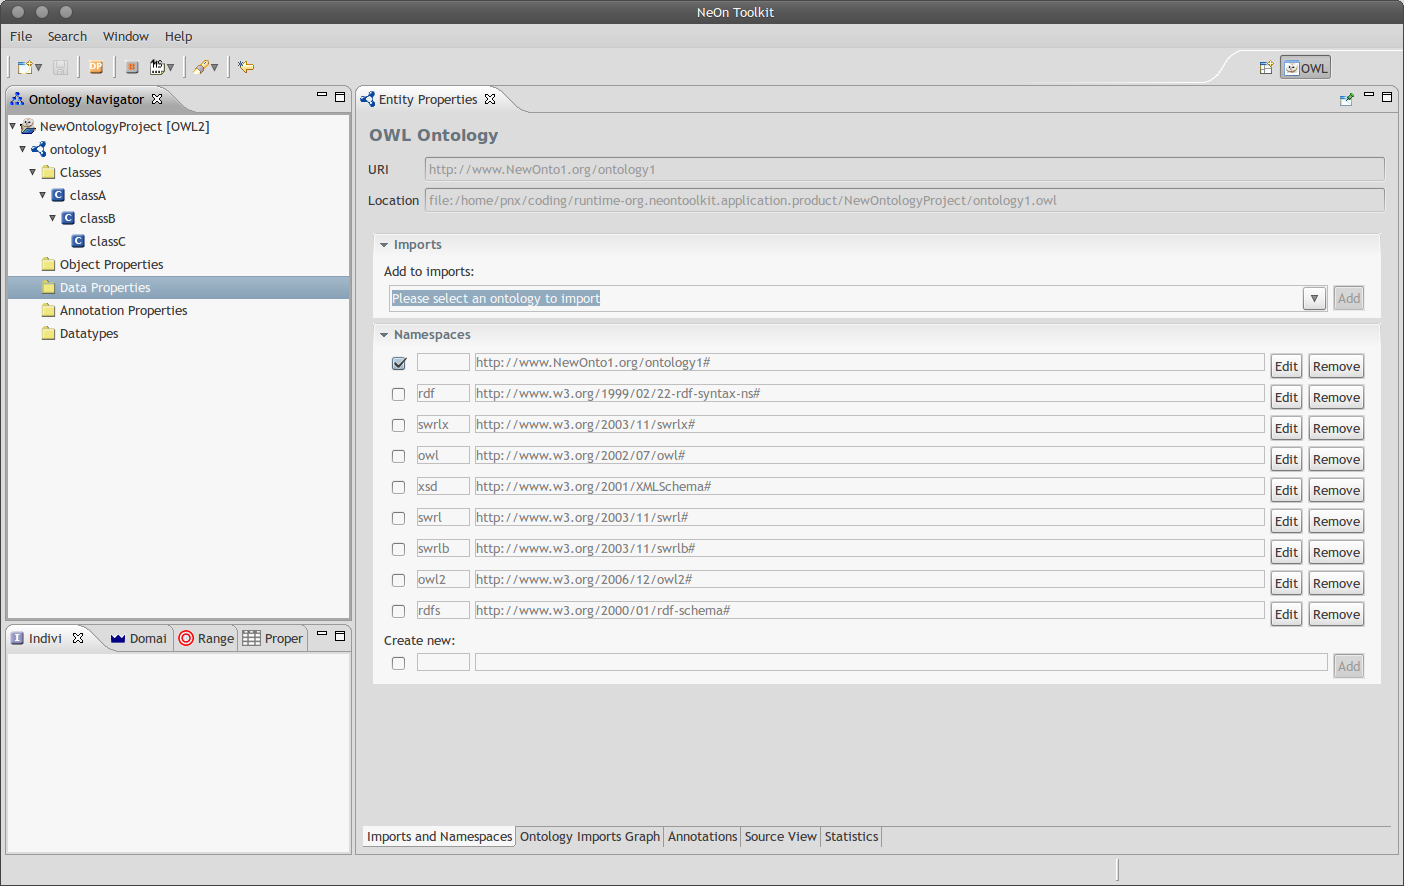 NeOn Toolkit
File Search Window Help
DP
OWL
Ontology Navigator
NewOntologyProject [OWL2]
ontology1
Classes
C classA
C classB
C classC
Object Properties
Data Properties
Annotation Properties
Datatypes
I Indivi Domai Range Proper
Entity Properties
OWL Ontology
URI http://www.NewOnto1.org/ontology1
Location file:/home/pnx/coding/runtime-org.neontoolkit.application.product/NewOntologyProject/ontology1.owl
Imports
Add to imports:
Please select an ontology to import Add
Namespaces
http://www.NewOnto1.org/ontology1# Edit Remove
rdf http://www.w3.org/1999/02/22-rdf-syntax-ns# Edit Remove
swrlx http://www.w3.org/2003/11/swrlx# Edit Remove
owl http://www.w3.org/2002/07/owl# Edit Remove
xsd http://www.w3.org/2001/XMLSchema# Edit Remove
swrl http://www.w3.org/2003/11/swrl# Edit Remove
swrlb http://www.w3.org/2003/11/swrlb# Edit Remove
owl2 http://www.w3.org/2006/12/owl2# Edit Remove
rdfs http://www.w3.org/2000/01/rdf-schema# Edit Remove
Create new:
Add
Imports and Namespaces Ontology Imports Graph Annotations Source View Statistics